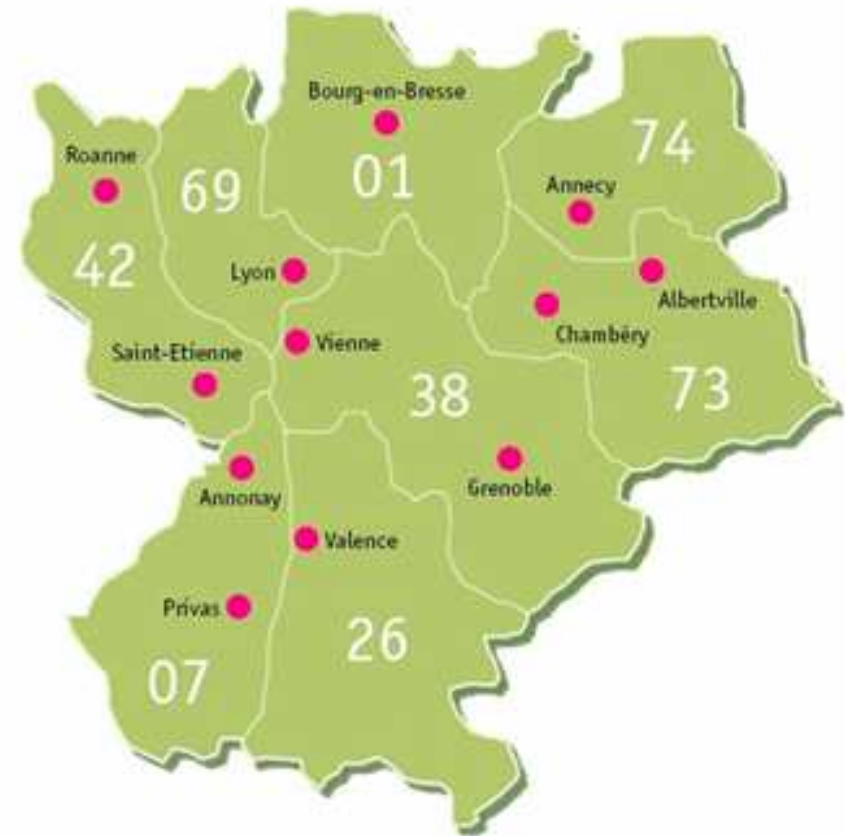 Bourg-en-Bresse
74
Roanne
69
01
Annecy
42
Lyon
Albertville
Chambéry
Vienne
Saint-Etienne
38
73
Grenoble
Annonay
Valence
Privas
26
07